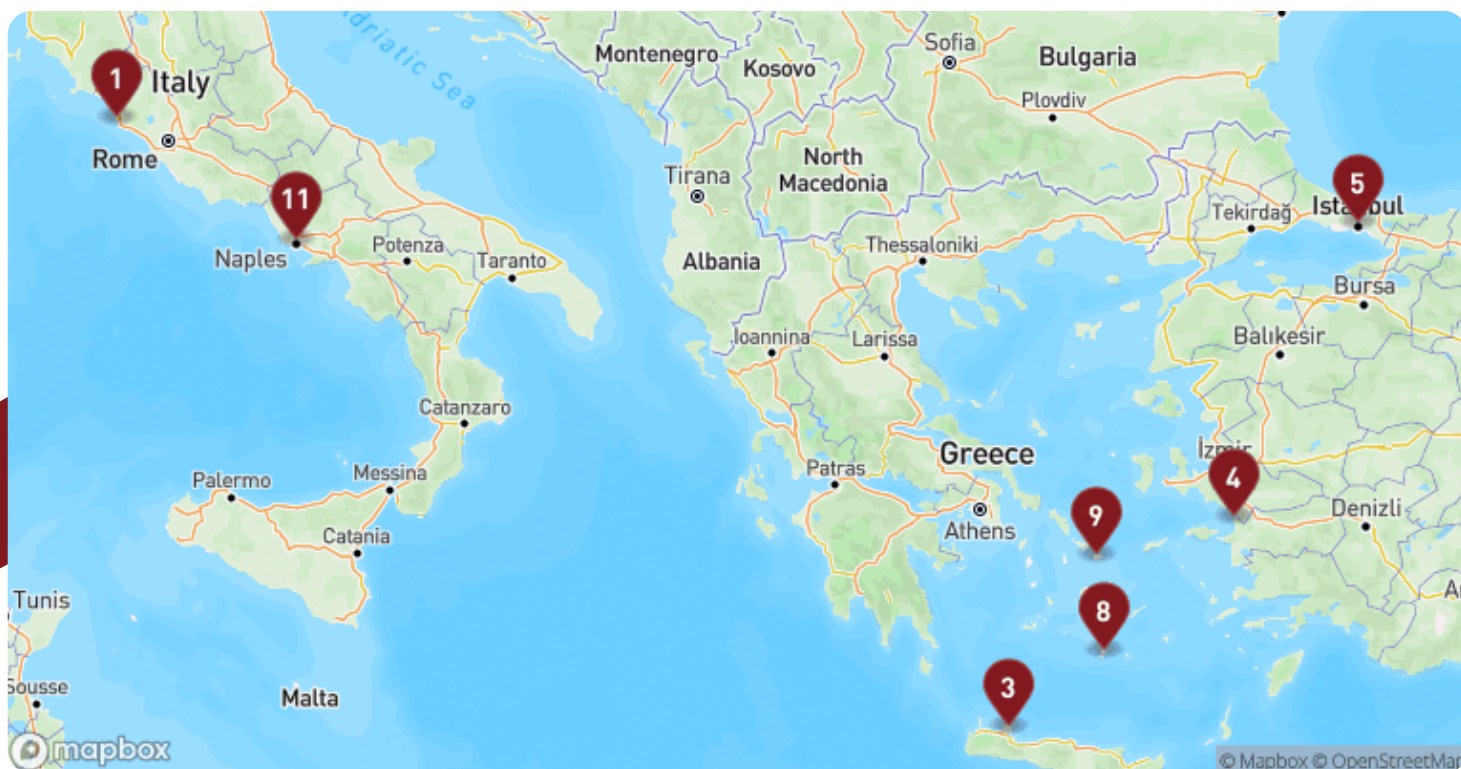 Adriatic Sea
Montenegro
Kosovo
Sofia
Bulgaria
1
Italy
Plovdiv
Rome
North
Macedonia
Tirana
11
5
Istanbul
Tekirdağ
Naples
Potenza
Taranto
Albania
Thessaloniki
Bursa
Ioannina
Larissa
Balıkesir
Catanzaro
Greece
İzmir
Messina
Palermo
Patras
4
Denizli
Athens
9
Catania
Tunis
8
Sousse
Malta
3
mapbox
© Mapbox © OpenStreetMap